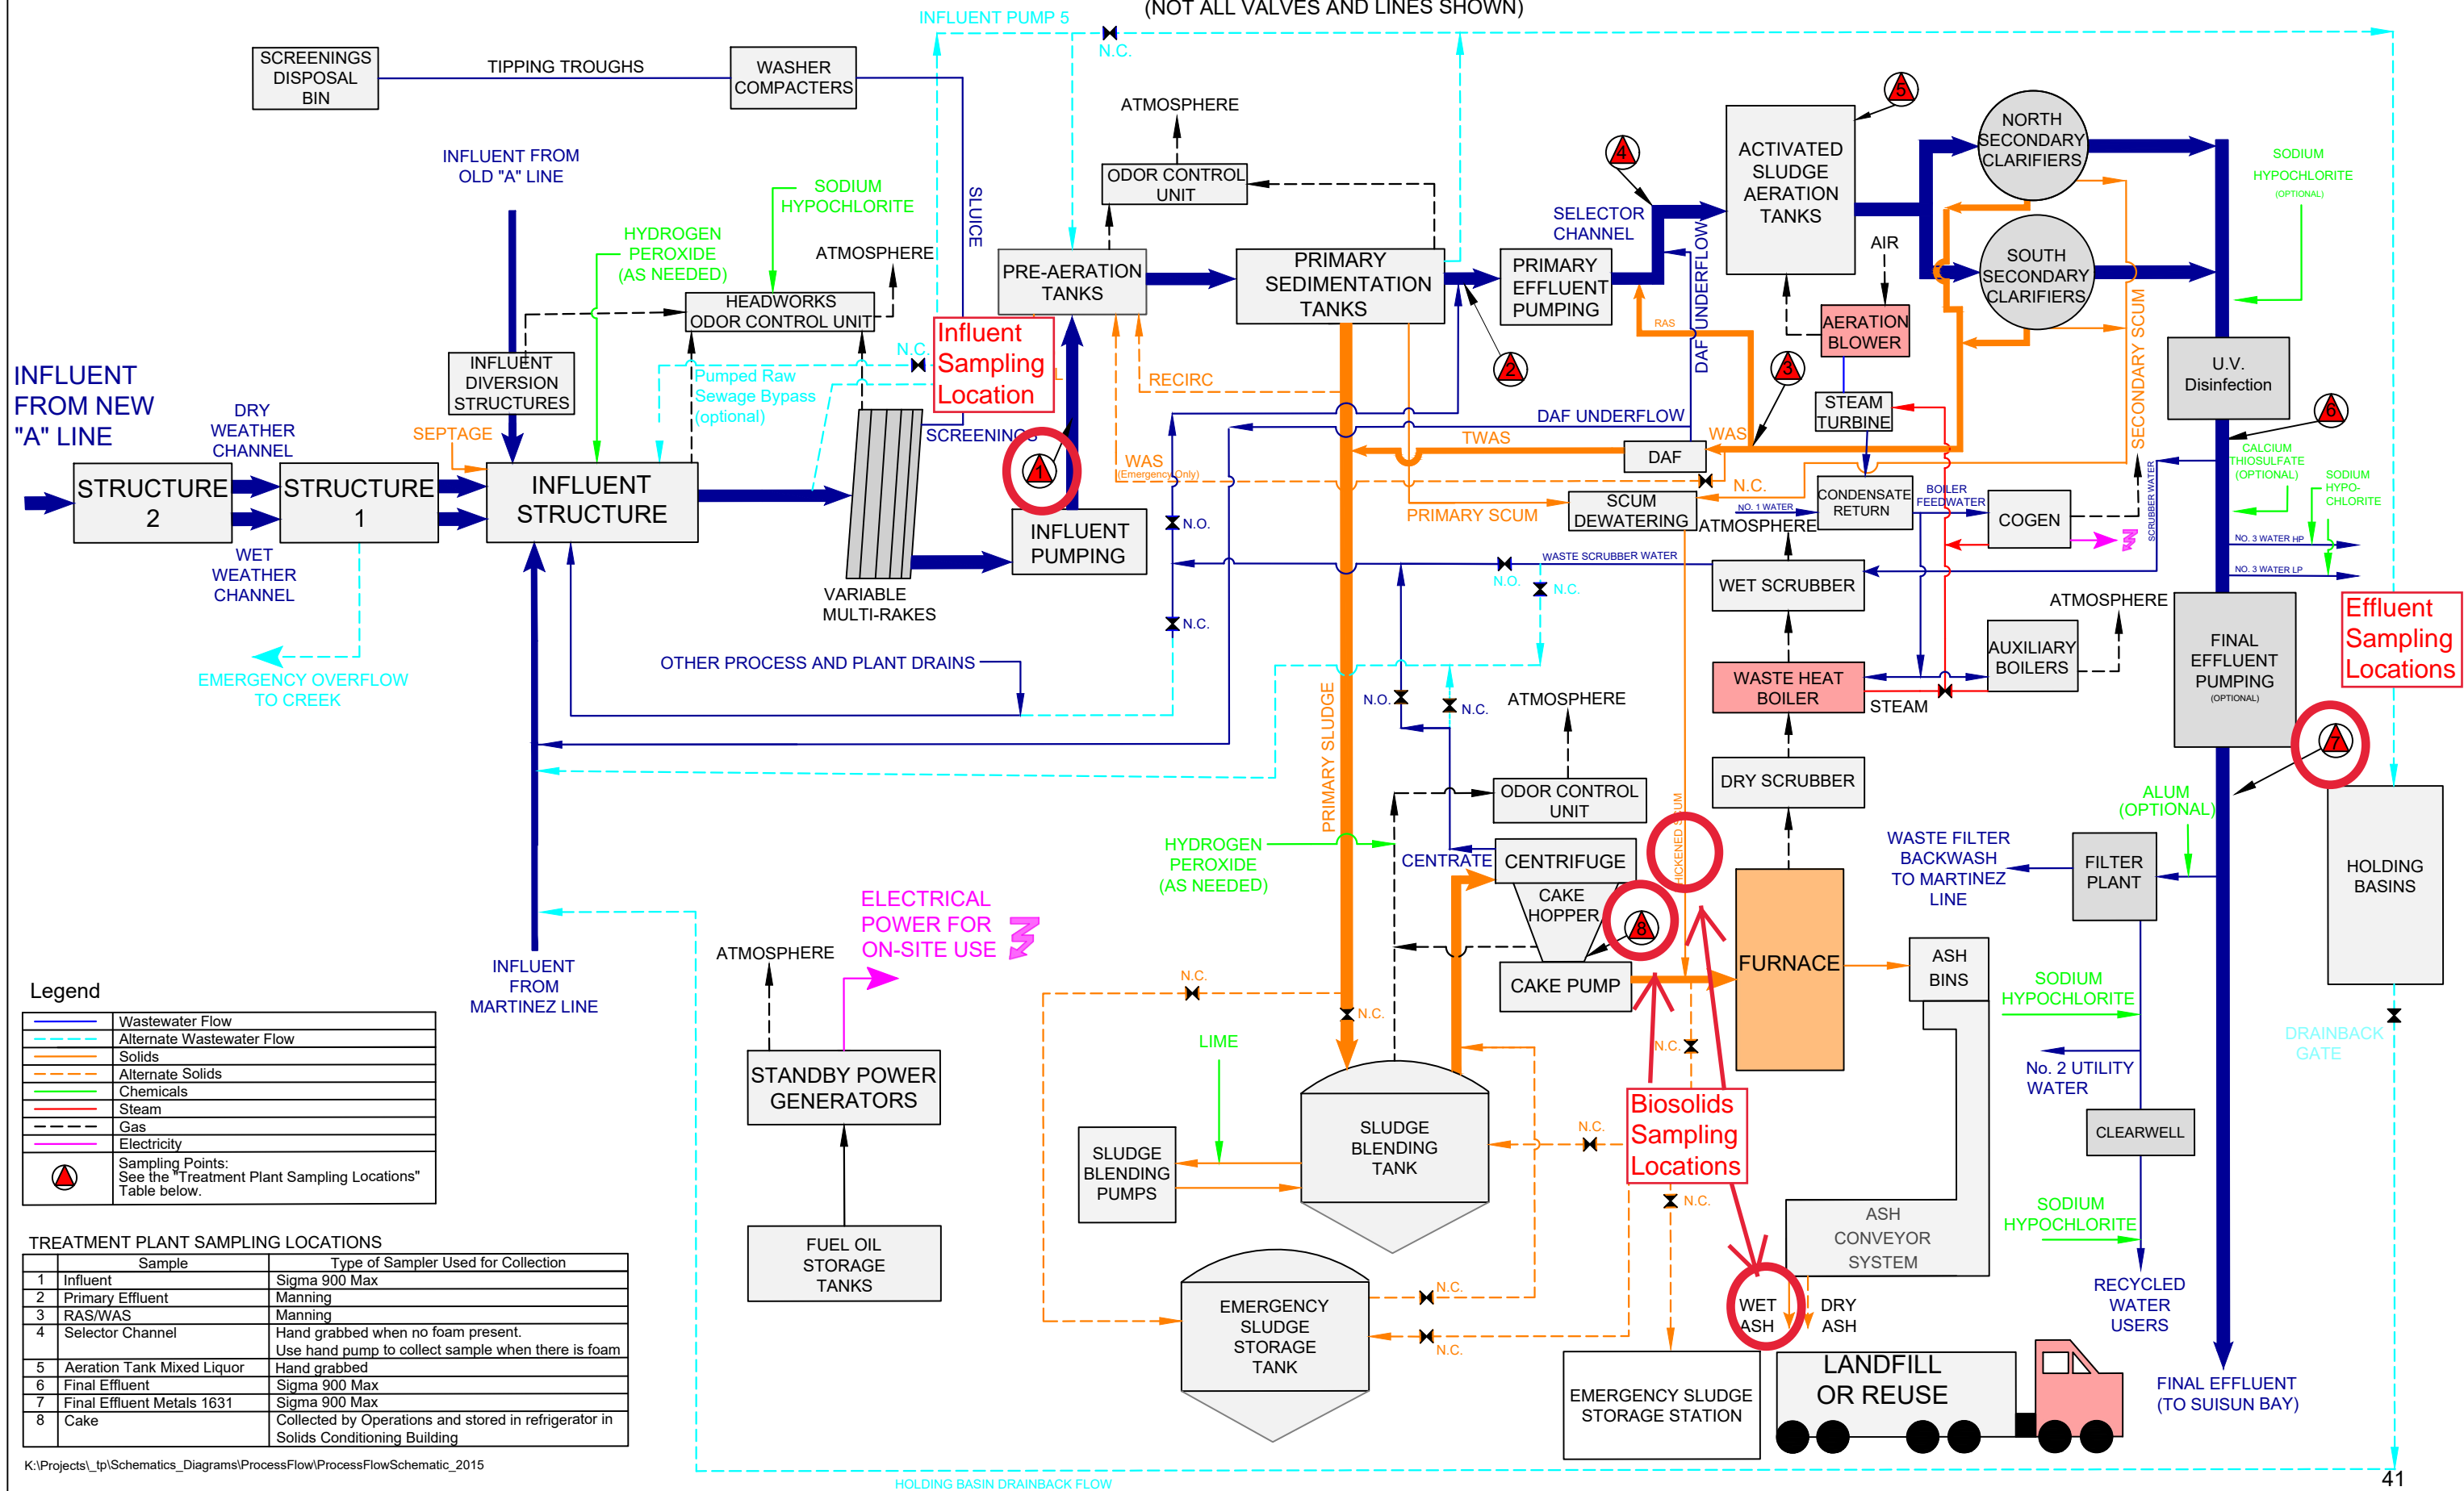 (NOT ALL VALVES AND LINES SHOWN)
INFLUENT PUMP 5
N.C.
SCREENINGS
DISPOSAL
BIN
TIPPING TROUGHS
WASHER
COMPACTERS
ATMOSPHERE
ODOR CONTROL
UNIT
5
4
ACTIVATED
SLUDGE
AERATION
TANKS
NORTH
SECONDARY
CLARIFIERS
SODIUM
HYPOCHLORITE
(OPTIONAL)
INFLUENT FROM
OLD "A" LINE
SODIUM
HYPOCHLORITE
SLUICE
HYDROGEN
PEROXIDE
(AS NEEDED)
ATMOSPHERE
HEADWORKS
ODOR CONTROL UNIT
PRE-AERATION
TANKS
PRIMARY
SEDIMENTATION
TANKS
PRIMARY
EFFLUENT
PUMPING
SELECTOR
CHANNEL
DAF UNDERFLOW
AIR
AERATION
BLOWER
SOUTH
SECONDARY
CLARIFIERS
SECONDARY SCUM
RAS
INFLUENT
FROM NEW
"A" LINE
DRY
WEATHER
CHANNEL
INFLUENT
DIVERSION
STRUCTURES
N.C.
Pumped Raw
Sewage Bypass
(optional)
Influent
Sampling
Location
L
RECIRC
2
3
STEAM
TURBINE
U.V.
Disinfection
6
SEPTAGE
SCREENINGS
DAF UNDERFLOW
TWAS
WAS
DAF
WAS
(Emergency Only)
1
STRUCTURE
2
STRUCTURE
1
INFLUENT
STRUCTURE
INFLUENT
PUMPING
PRIMARY SCUM
SCUM
DEWATERING
N.C.
NO. 1 WATER
CONDENSATE
RETURN
BOILER
FEEDWATER
COGEN
SCRUBBER WATER
CALCIUM
THIOSULFATE
(OPTIONAL)
SODIUM
HYPO-
CHLORITE
NO. 3 WATER HP
NO. 3 WATER LP
WET
WEATHER
CHANNEL
VARIABLE
MULTI-RAKES
N.O.
N.C.
WASTE SCRUBBER WATER
N.O.
N.C.
ATMOSPHERE
WET SCRUBBER
ATMOSPHERE
AUXILIARY
BOILERS
FINAL
EFFLUENT
PUMPING
(OPTIONAL)
Effluent
Sampling
Locations
EMERGENCY OVERFLOW
TO CREEK
OTHER PROCESS AND PLANT DRAINS
PRIMARY SLUDGE
N.O.
N.C.
ATMOSPHERE
WASTE HEAT
BOILER
STEAM
7
ODOR CONTROL
UNIT
DRY SCRUBBER
ALUM
(OPTIONAL)
HYDROGEN
PEROXIDE
(AS NEEDED)
CENTRATE
CENTRIFUGE
CAKE
HOPPER
8
CAKE PUMP
FURNACE
WASTE FILTER
BACKWASH
TO MARTINEZ
LINE
FILTER
PLANT
HOLDING
BASINS
ELECTRICAL
POWER FOR
ON-SITE USE
ATMOSPHERE
INFLUENT
FROM
MARTINEZ LINE
N.C.
N.C.
ASH
BINS
SODIUM
HYPOCHLORITE
DRAINBACK
GATE
No. 2 UTILITY
WATER
LIME
N.C.
STANDBY POWER
GENERATORS
SLUDGE
BLENDING
PUMPS
SLUDGE
BLENDING
TANK
N.C.
Biosolids
Sampling
Locations
N.C.
CLEARWELL
SODIUM
HYPOCHLORITE
ASH
CONVEYOR
SYSTEM
FUEL OIL
STORAGE
TANKS
EMERGENCY
SLUDGE
STORAGE
TANK
N.C.
N.C.
WET
ASH
DRY
ASH
RECYCLED
WATER
USERS
EMERGENCY SLUDGE
STORAGE STATION
LANDFILL
OR REUSE
FINAL EFFLUENT
(TO SUISUN BAY)
Legend
Wastewater Flow
Alternate Wastewater Flow
Solids
Alternate Solids
Chemicals
Steam
Gas
Electricity
Sampling Points:
See the "Treatment Plant Sampling Locations"
Table below.
TREATMENT PLANT SAMPLING LOCATIONS
Sample Type of Sampler Used for Collection
1 Influent Sigma 900 Max
2 Primary Effluent Manning
3 RAS/WAS Manning
4 Selector Channel Hand grabbed when no foam present.
Use hand pump to collect sample when there is foam
5 Aeration Tank Mixed Liquor Hand grabbed
6 Final Effluent Sigma 900 Max
7 Final Effluent Metals 1631 Sigma 900 Max
8 Cake Collected by Operations and stored in refrigerator in
Solids Conditioning Building
K:\Projects\_tp\Schematics_Diagrams\ProcessFlow\ProcessFlowSchematic_2015
HOLDING BASIN DRAINBACK FLOW
41